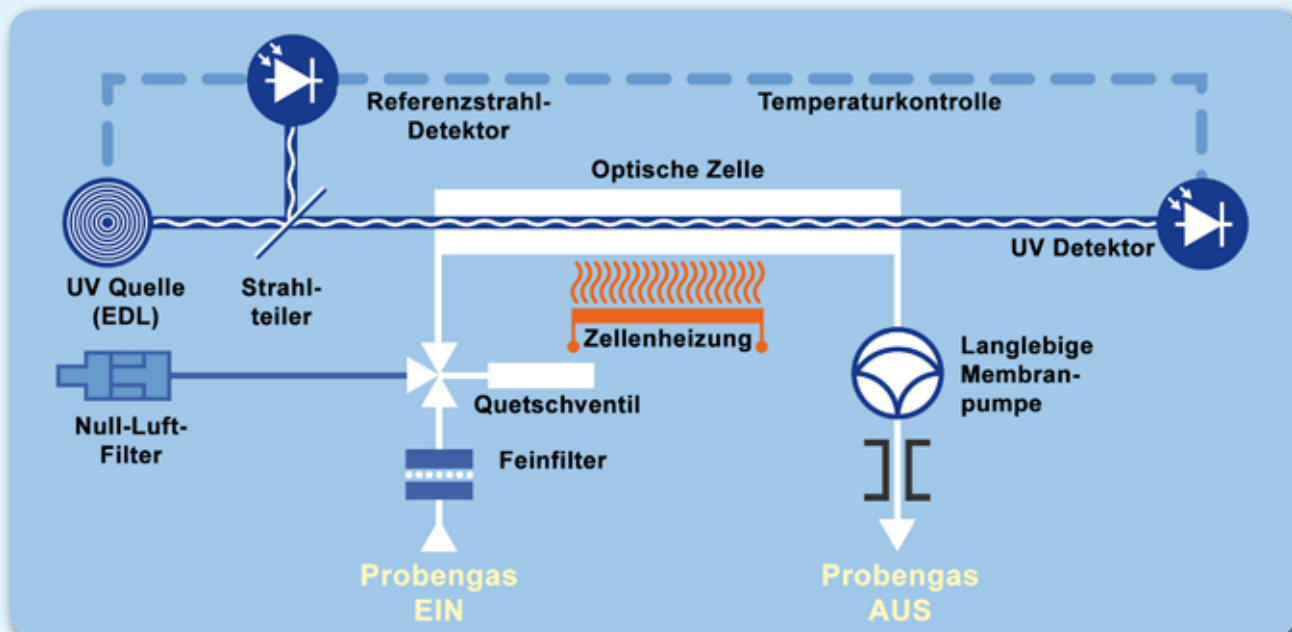 Referenzstrahl-
Detektor
Temperaturkontrolle
Optische Zelle
UV Detektor
UV Quelle
(EDL)
Strahl-
teiler
Zellenheizung
Langlebige
Membran-
pumpe
Quetschventil
Null-Luft-
Filter
Feinfilter
Probengas
EIN
Probengas
AUS